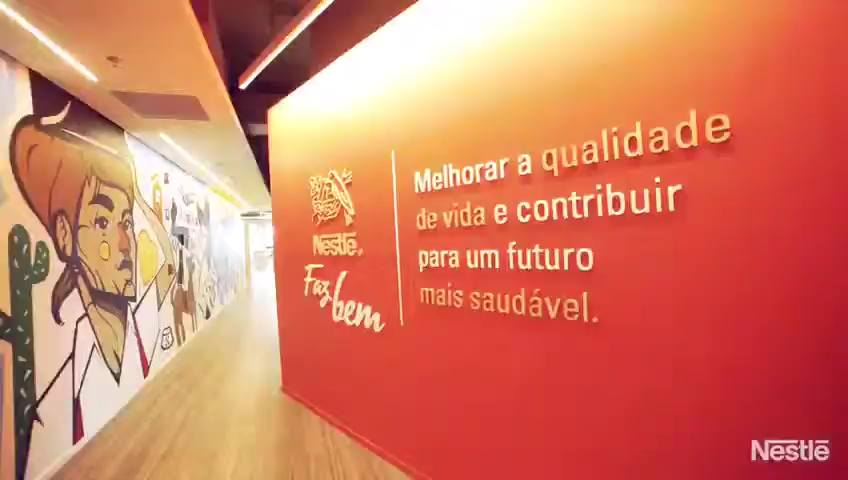 Nestlé.
Faz
bem
Melhorar a qualidade
de vida e contribuir
para um futuro
mais saudável.
Nestlé